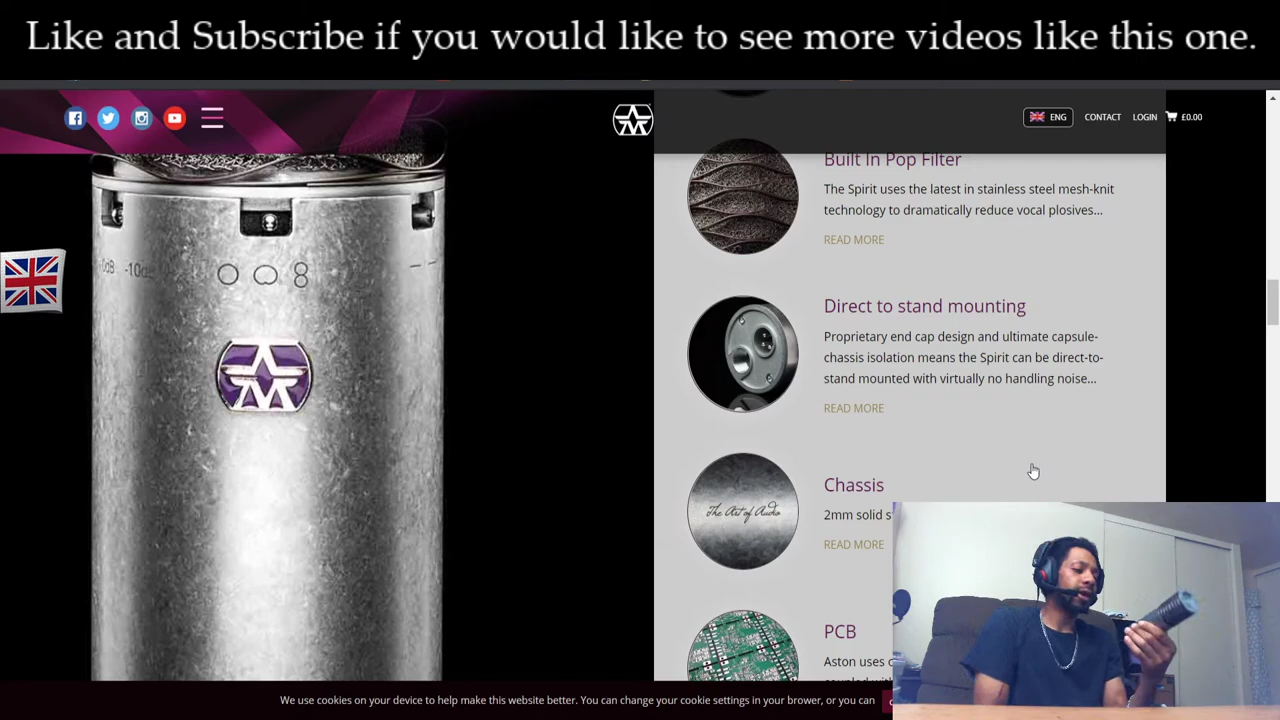 Like and Subscribe if you would like to see more videos like this one.
ENG
CONTACT
LOGIN
£0.00
Built In Pop Filter
The Spirit uses the latest in stainless steel mesh-knit
technology to dramatically reduce vocal plosives...
READ MORE
-10dB
Direct to stand mounting
Proprietary end cap design and ultimate capsule-
chassis isolation means the Spirit can be direct-to-
stand mounted with virtually no handling noise...
READ MORE
Chassis
The Art of Audio
2mm solid
READ MORE
PCB
Aston uses
We use cookies on your device to help make this website better. You can change your cookie settings in your brower, or you can